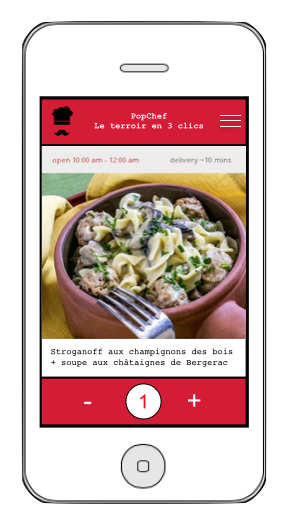 PopChef
Le terroir en 3 clics
open 10:00 am - 12:00 am delivery ~10 mins.
Stroganoff aux champignons des bois
+ soupe aux châtaignes de Bergerac
- 1 +